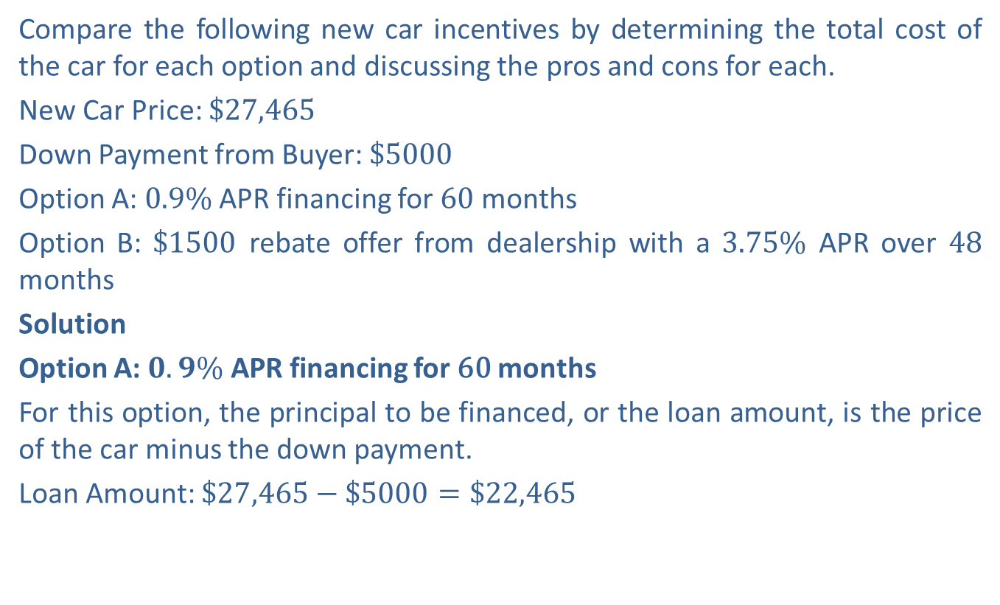 Compare the following new car incentives by determining the total cost of
the car for each option and discussing the pros and cons for each.
New Car Price: $27,465
Down Payment from Buyer: $5000
Option A: 0.9% APR financing for 60 months
Option B: $1500 rebate offer from dealership with a 3.75% APR over 48
months
Solution
Option A: 0. 9% APR financing for 60 months
For this option, the principal to be financed, or the loan amount, is the price
of the car minus the down payment.
Loan Amount: $27,465 − $5000 = $22,465